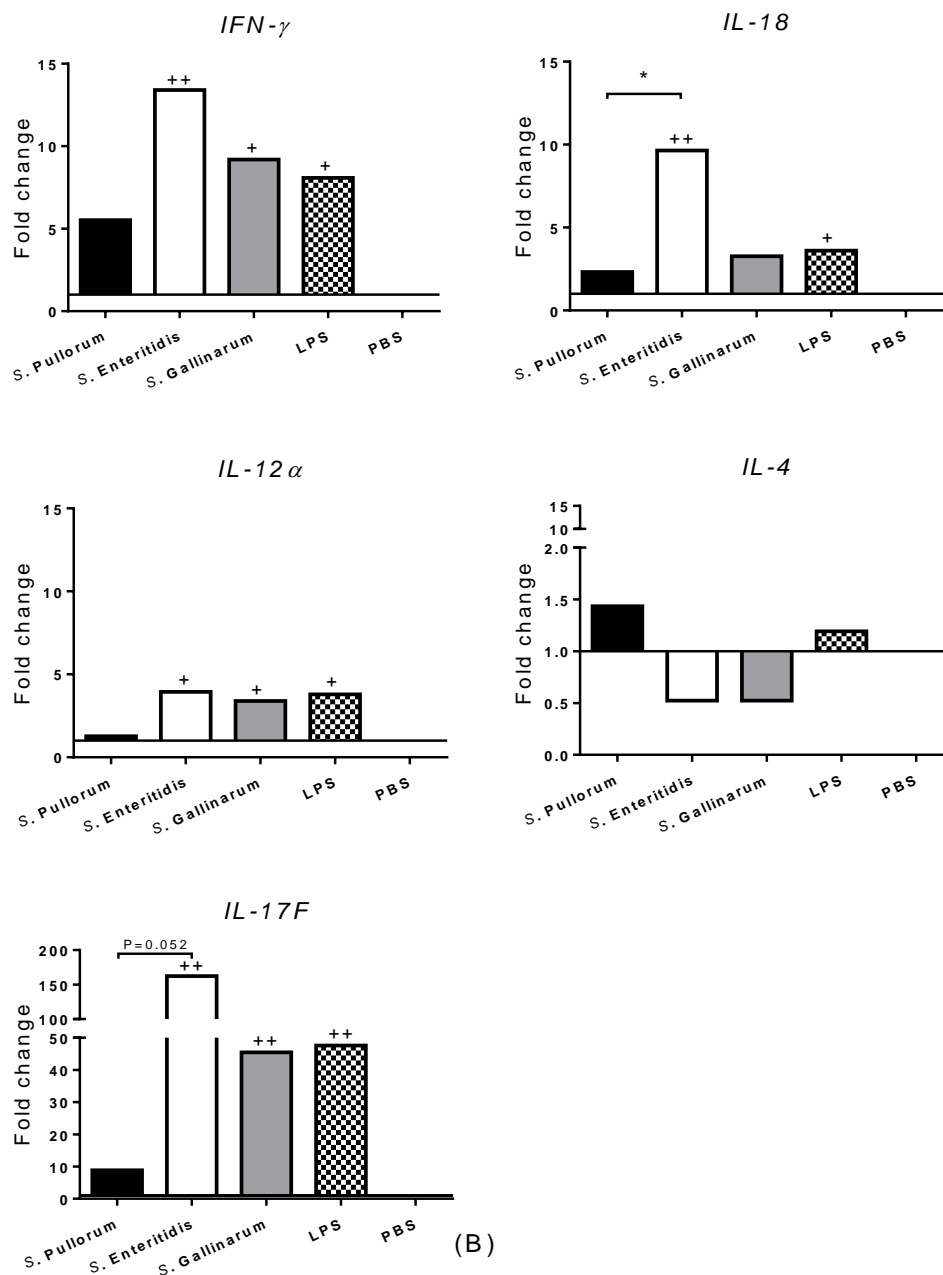 IFN-γ
15
10
5
0
Fold change
++
+
+
S. Pullorum
S. Enteritidis
S. Gallinarum
LPS
PBS
IL-18
15
10
5
0
Fold change
*
++
+
S. Pullorum
S. Enteritidis
S. Gallinarum
LPS
PBS
IL-12α
15
10
5
0
Fold change
+
+
+
S. Pullorum
S. Enteritidis
S. Gallinarum
LPS
PBS
IL-4
15
10
2.0
1.5
1.0
0.5
0.0
Fold change
S. Pullorum
S. Enteritidis
S. Gallinarum
LPS
PBS
IL-17F
200
150
100
50
40
30
20
10
0
Fold change
P=0.052
++
++
++
S. Pullorum
S. Enteritidis
S. Gallinarum
LPS
PBS
(B)